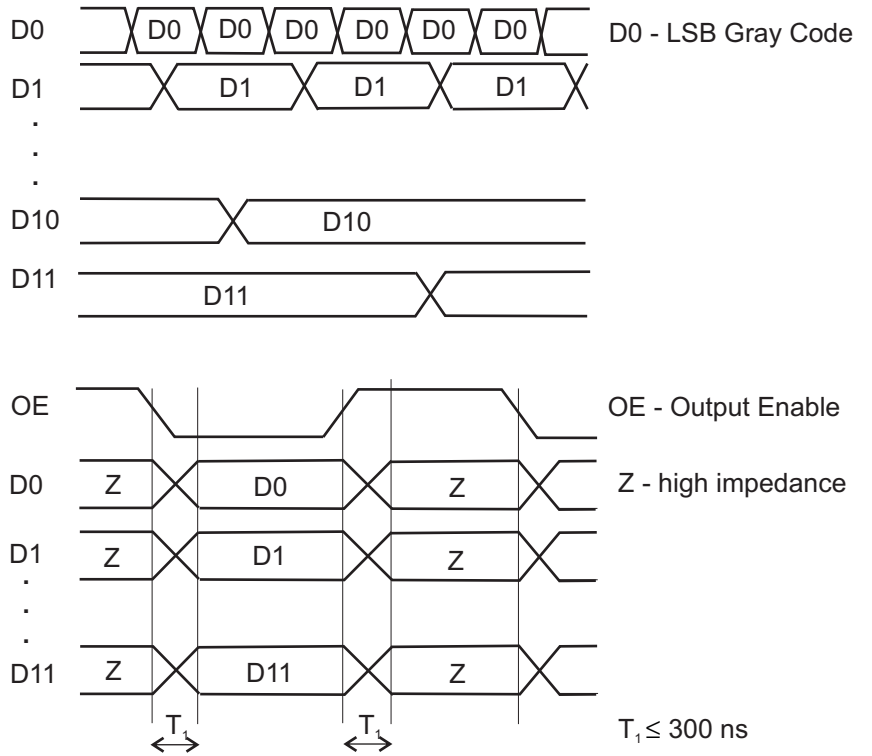 D0 D0 D0 D0 D0 D0 D0 D0 - LSB Gray Code
D1 D1 D1 D1
.
.
.
D10 D10
D11 D11
OE OE - Output Enable
D0 Z D0 Z Z - high impedance
D1 Z D1 Z
.
.
.
D11 Z D11 Z
T₁ T₁ T₁ ≤ 300 ns